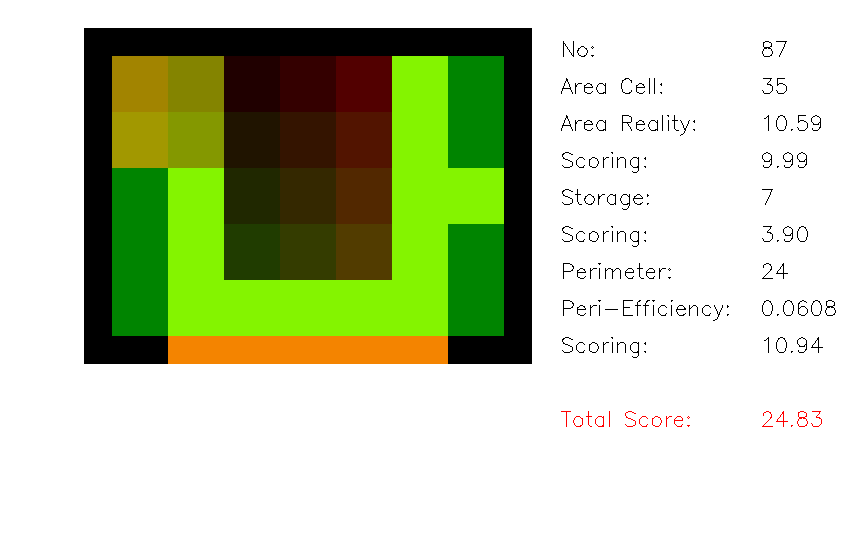 No: 87
Area Cell: 35
Area Reality: 10.59
Scoring: 9.99
Storage: 7
Scoring: 3.90
Perimeter: 24
Peri-Efficiency: 0.0608
Scoring: 10.94
Total Score: 24.83